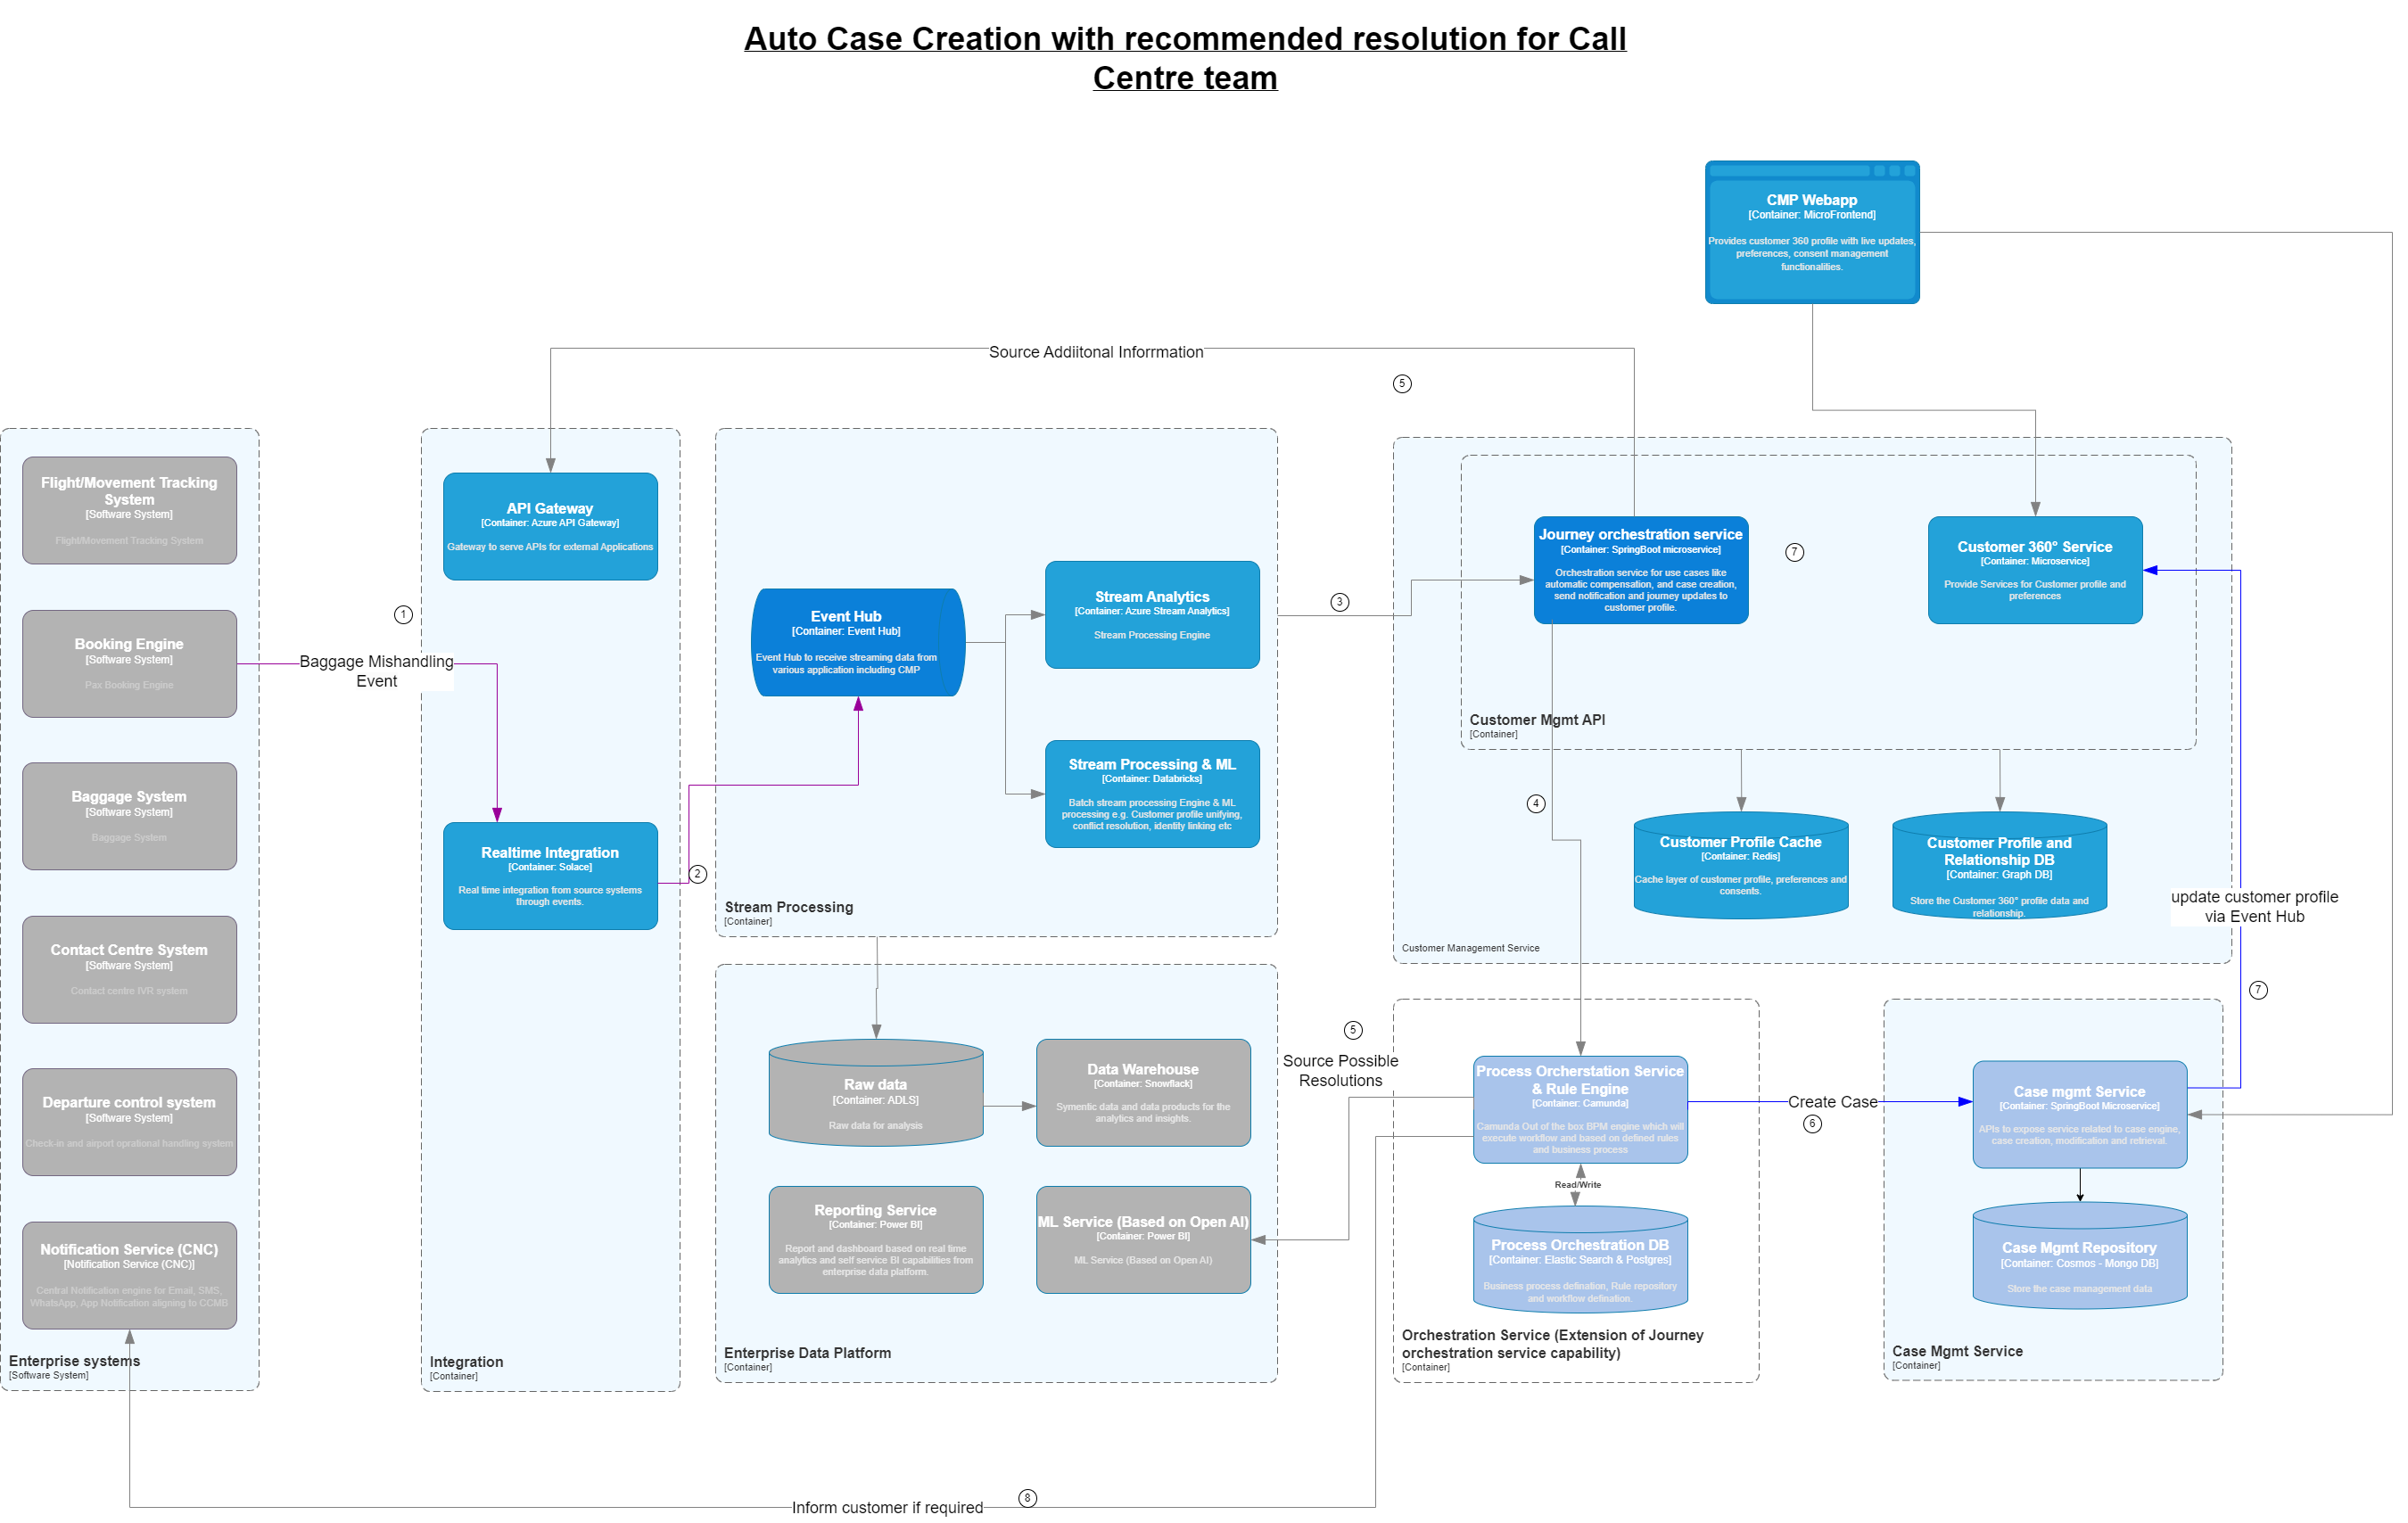 Auto Case Creation with recommended resolution for Call
Centre team
CMP Webapp
[Container: MicroFrontend]
Provides customer 360 profile with live updates,
preferences, consent management
functionalities.
Source Addiitonal Inforrmation
5
Flight/Movement Tracking
System
[Software System]
Flight/Movement Tracking System
Booking Engine
[Software System]
Pax Booking Engine
Baggage System
[Software System]
Baggage System
Contact Centre System
[Software System]
Contact centre IVR system
Departure control system
[Software System]
Check-in and airport oprational handling system
Notification Service (CNC)
[Notification Service (CNC)]
Central Notification engine for Email, SMS,
WhatsApp, App Notification aligning to CCMB
Enterprise systems
[Software System]
1
Baggage Mishandling
Event
API Gateway
[Container: Azure API Gateway]
Gateway to serve APIs for external Applications
Realtime Integration
[Container: Solace]
Real time integration from source systems
through events.
Integration
[Container]
2
Event Hub
[Container: Event Hub]
Event Hub to receive streaming data from
various application including CMP
Stream Analytics
[Container: Azure Stream Analytics]
Stream Processing Engine
Stream Processing & ML
[Container: Databricks]
Batch stream processing Engine & ML
processing e.g. Customer profile unifying,
conflict resolution, identity linking etc
Stream Processing
[Container]
3
Journey orchestration service
[Container: SpringBoot microservice]
Orchestration service for use cases like
automatic compensation, and case creation,
send notification and journey updates to
customer profile.
7
Customer 360° Service
[Container: Microservice]
Provide Services for Customer profile and
preferences
Customer Mgmt API
[Container]
4
Customer Profile Cache
[Container: Redis]
Cache layer of customer profile, preferences and
consents.
Customer Profile and
Relationship DB
[Container: Graph DB]
Store the Customer 360° profile data and
relationship.
Customer Management Service
update customer profile
via Event Hub
7
Raw data
[Container: ADLS]
Raw data for analysis
Data Warehouse
[Container: Snowflack]
Symentic data and data products for the
analytics and insights.
Reporting Service
[Container: Power BI]
Report and dashboard based on real time
analytics and self service BI capabilities from
enterprise data platform.
ML Service (Based on Open AI)
[Container: Power BI]
ML Service (Based on Open AI)
Enterprise Data Platform
[Container]
5
Source Possible
Resolutions
Process Orcherstation Service
& Rule Engine
[Container: Camunda]
Camunda Out of the box BPM engine which will
execute workflow and based on defined rules
and business process
Read/Write
Process Orchestration DB
[Container: Elastic Search & Postgres]
Business process defination, Rule repository
and workflow defination.
Orchestration Service (Extension of Journey
orchestration service capability)
[Container]
Create Case
6
Case mgmt Service
[Container: SpringBoot Microservice]
APIs to expose service related to case engine,
case creation, modification and retrieval.
Case Mgmt Repository
[Container: Cosmos - Mongo DB]
Store the case management data
Case Mgmt Service
[Container]
8
Inform customer if required